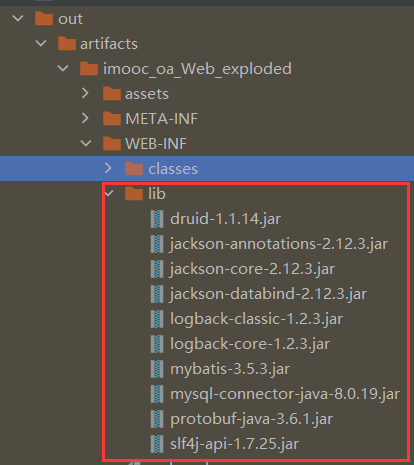 out
artifacts
imooc_oa_Web_exploded
assets
META-INF
WEB-INF
classes
lib
druid-1.1.14.jar
jackson-annotations-2.12.3.jar
jackson-core-2.12.3.jar
jackson-databind-2.12.3.jar
logback-classic-1.2.3.jar
logback-core-1.2.3.jar
mybatis-3.5.3.jar
mysql-connector-java-8.0.19.jar
protobuf-java-3.6.1.jar
slf4j-api-1.7.25.jar